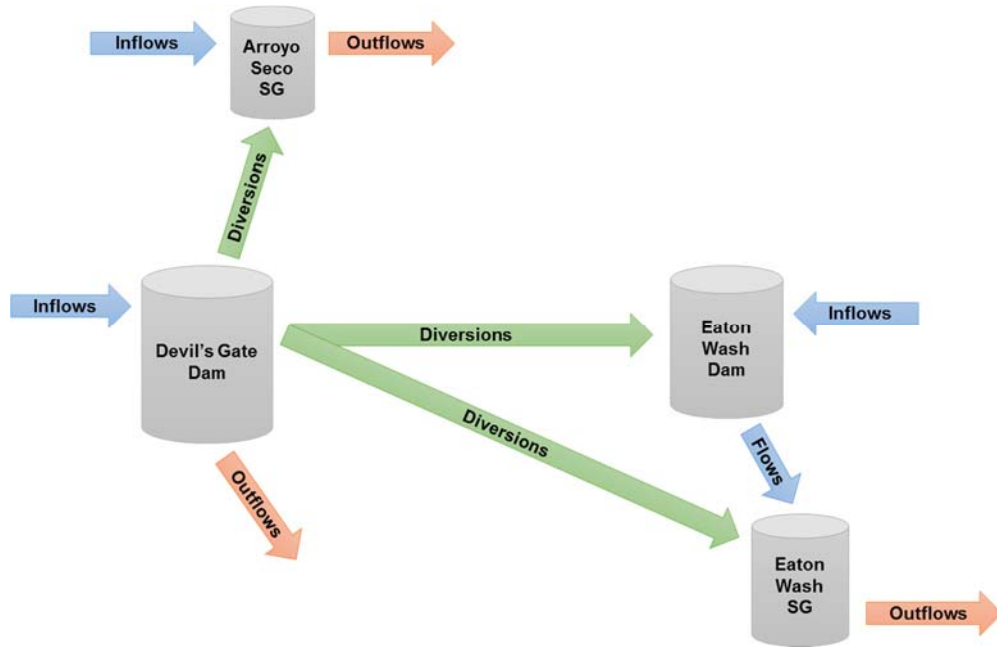 Inflows
Arroyo
Seco
SG
Outflows
Diversions
Inflows
Devil's Gate
Dam
Diversions
Eaton
Wash
Dam
Inflows
Diversions
Flows
Outflows
Eaton
Wash
SG
Outflows